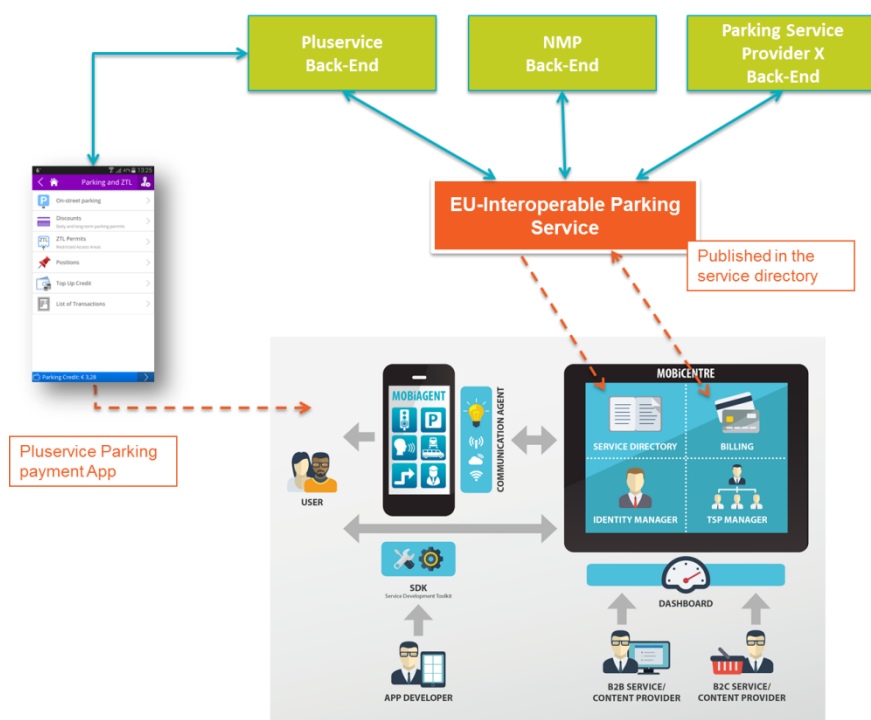 Pluservice
Back-End
NMP
Back-End
Parking Service
Provider X
Back-End
13:25
Parking and ZTL
On-street parking
Discounts
Daily and long-term parking permits
ZTL Permits
Restricted Access Areas
Positions
Top Up Credit
List of Transactions
Parking Credit: € 3,28
EU-Interoperable Parking
Service
Published in the
service directory
Pluservice Parking
payment App
MOBiAGENT
COMMUNICATION AGENT
USER
MOBiCENTRE
SERVICE DIRECTORY
BILLING
IDENTITY MANAGER
TSP MANAGER
SDK
Service Development Toolkit
DASHBOARD
APP DEVELOPER
B2B SERVICE/
CONTENT PROVIDER
B2C SERVICE/
CONTENT PROVIDER